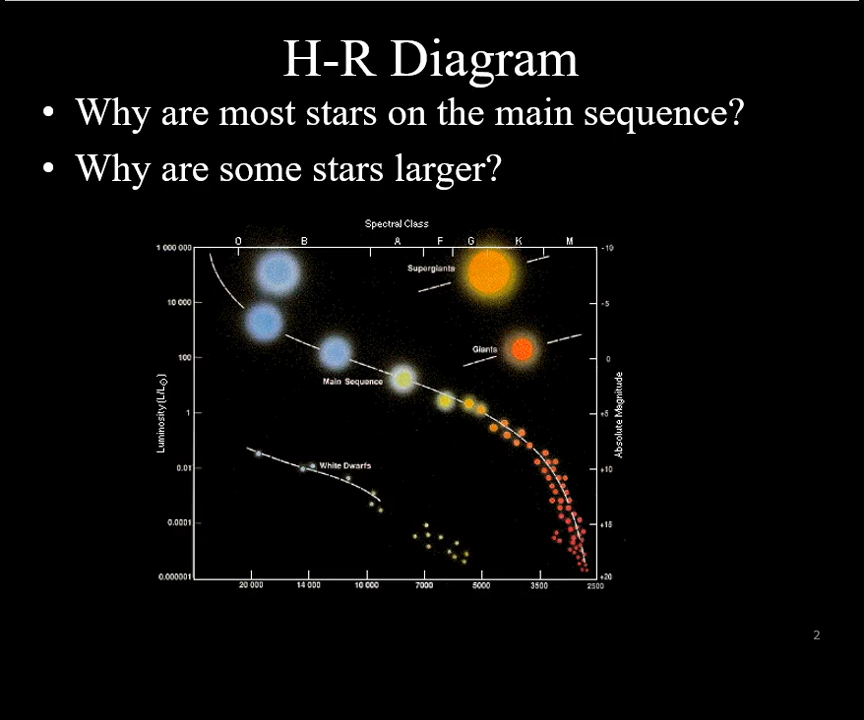 H-R Diagram
• Why are most stars on the main sequence?
• Why are some stars larger?
Spectral Class
O B A F G K M
1 000 000
10 000
100
1
0.01
0.0001
0.000001
Luminosity (L/L⊙)
Supergiants
Giants
Main Sequence
White Dwarfs
-10
-5
0
+5
+10
+15
+20
Absolute Magnitude
20 000 14 000 10 000 7000 5000 3500 2500
2